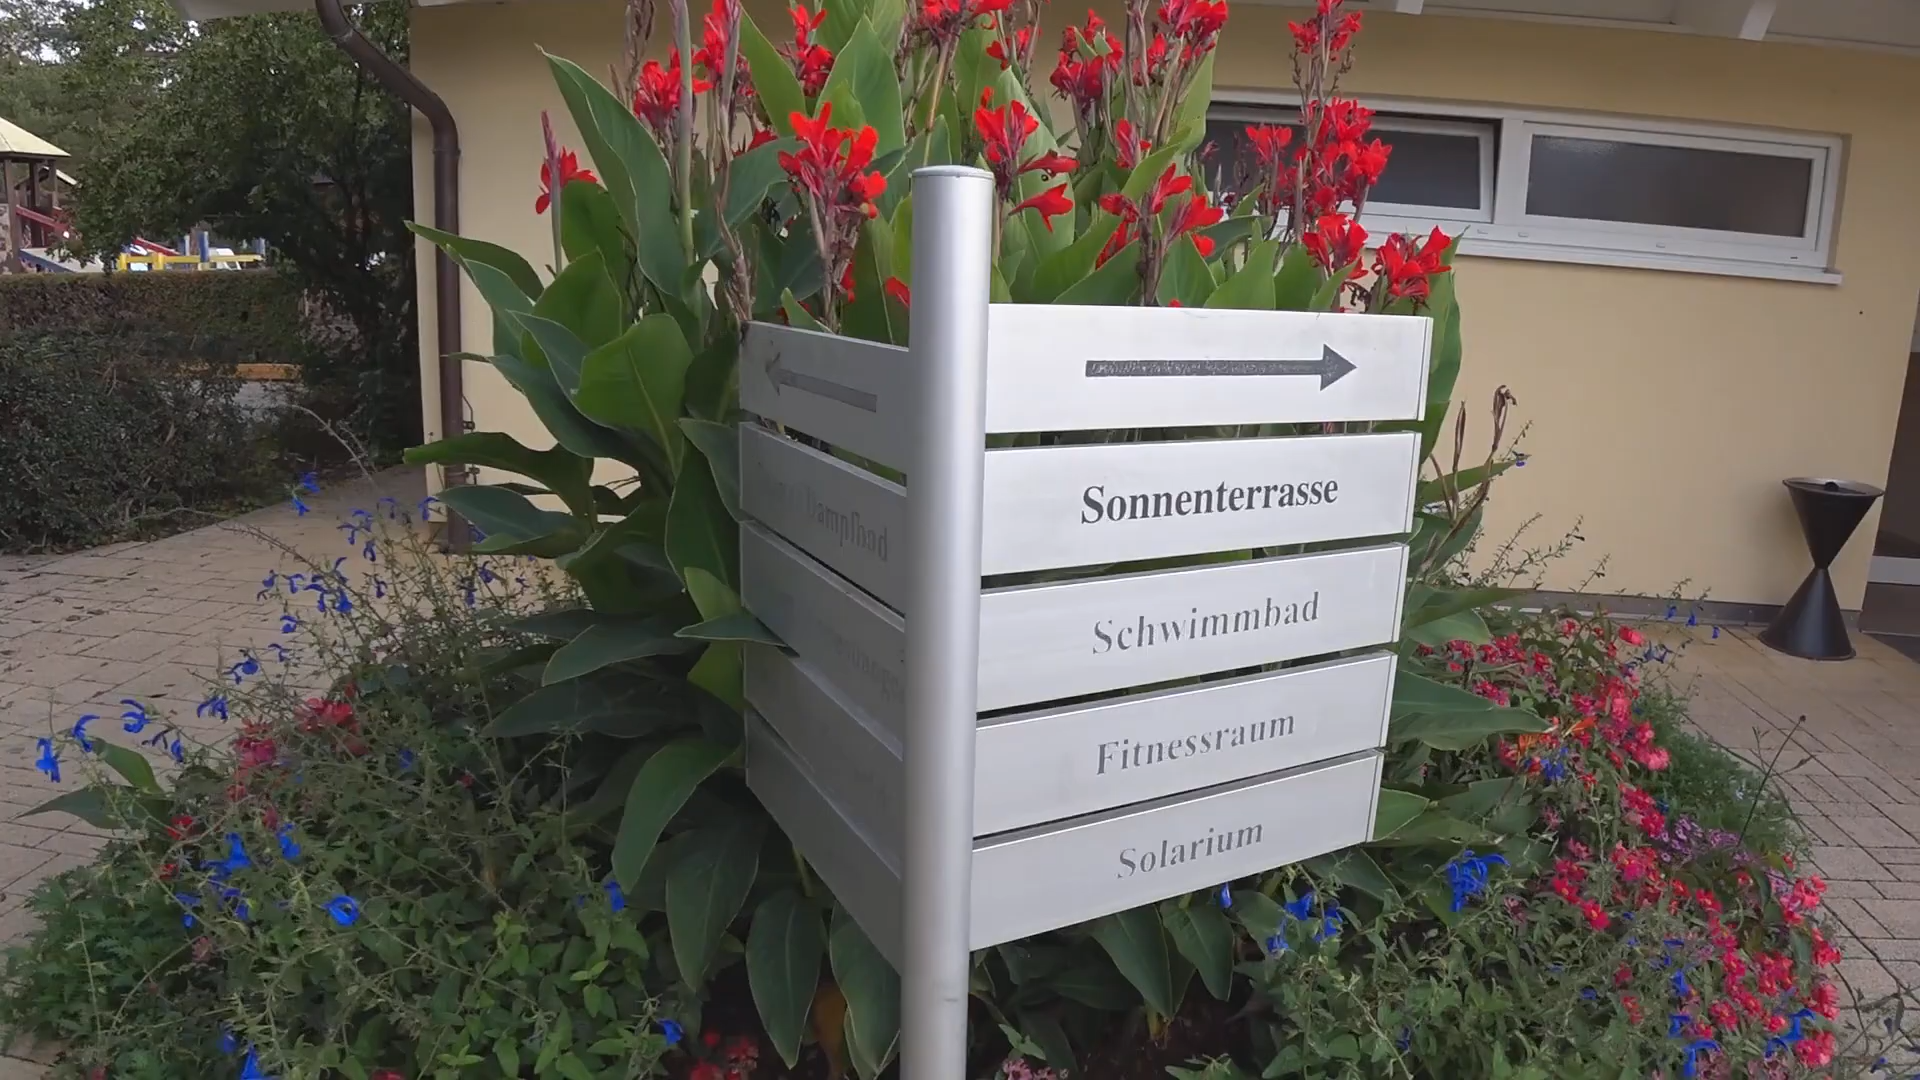 Sonnenterrasse
Schwimmbad
Fitnessraum
Solarium
Dampfbad